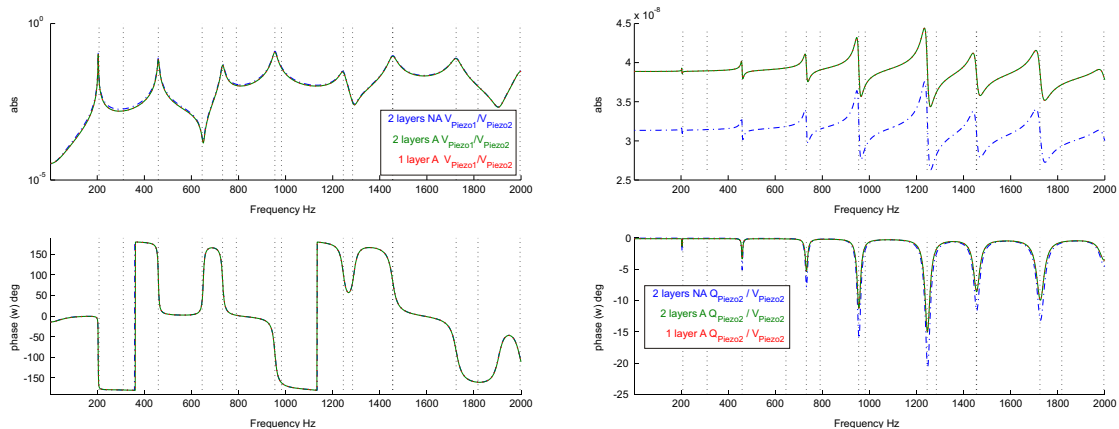 10^0
10^-5
abs
200 400 600 800 1000 1200 1400 1600 1800 2000
Frequency Hz
2 layers NA V_Piezo1/V_Piezo2
2 layers A V_Piezo1/V_Piezo2
1 layer A V_Piezo1/V_Piezo2
150
100
50
0
-50
-100
-150
phase (w) deg
200 400 600 800 1000 1200 1400 1600 1800 2000
Frequency Hz
x 10^-8
4.5
4
3.5
3
2.5
abs
200 400 600 800 1000 1200 1400 1600 1800 2000
Frequency Hz
0
-5
-10
-15
-20
-25
phase (w) deg
2 layers NA Q_Piezo2 / V_Piezo2
2 layers A Q_Piezo2 / V_Piezo2
1 layer A Q_Piezo2 / V_Piezo2
200 400 600 800 1000 1200 1400 1600 1800 2000
Frequency Hz